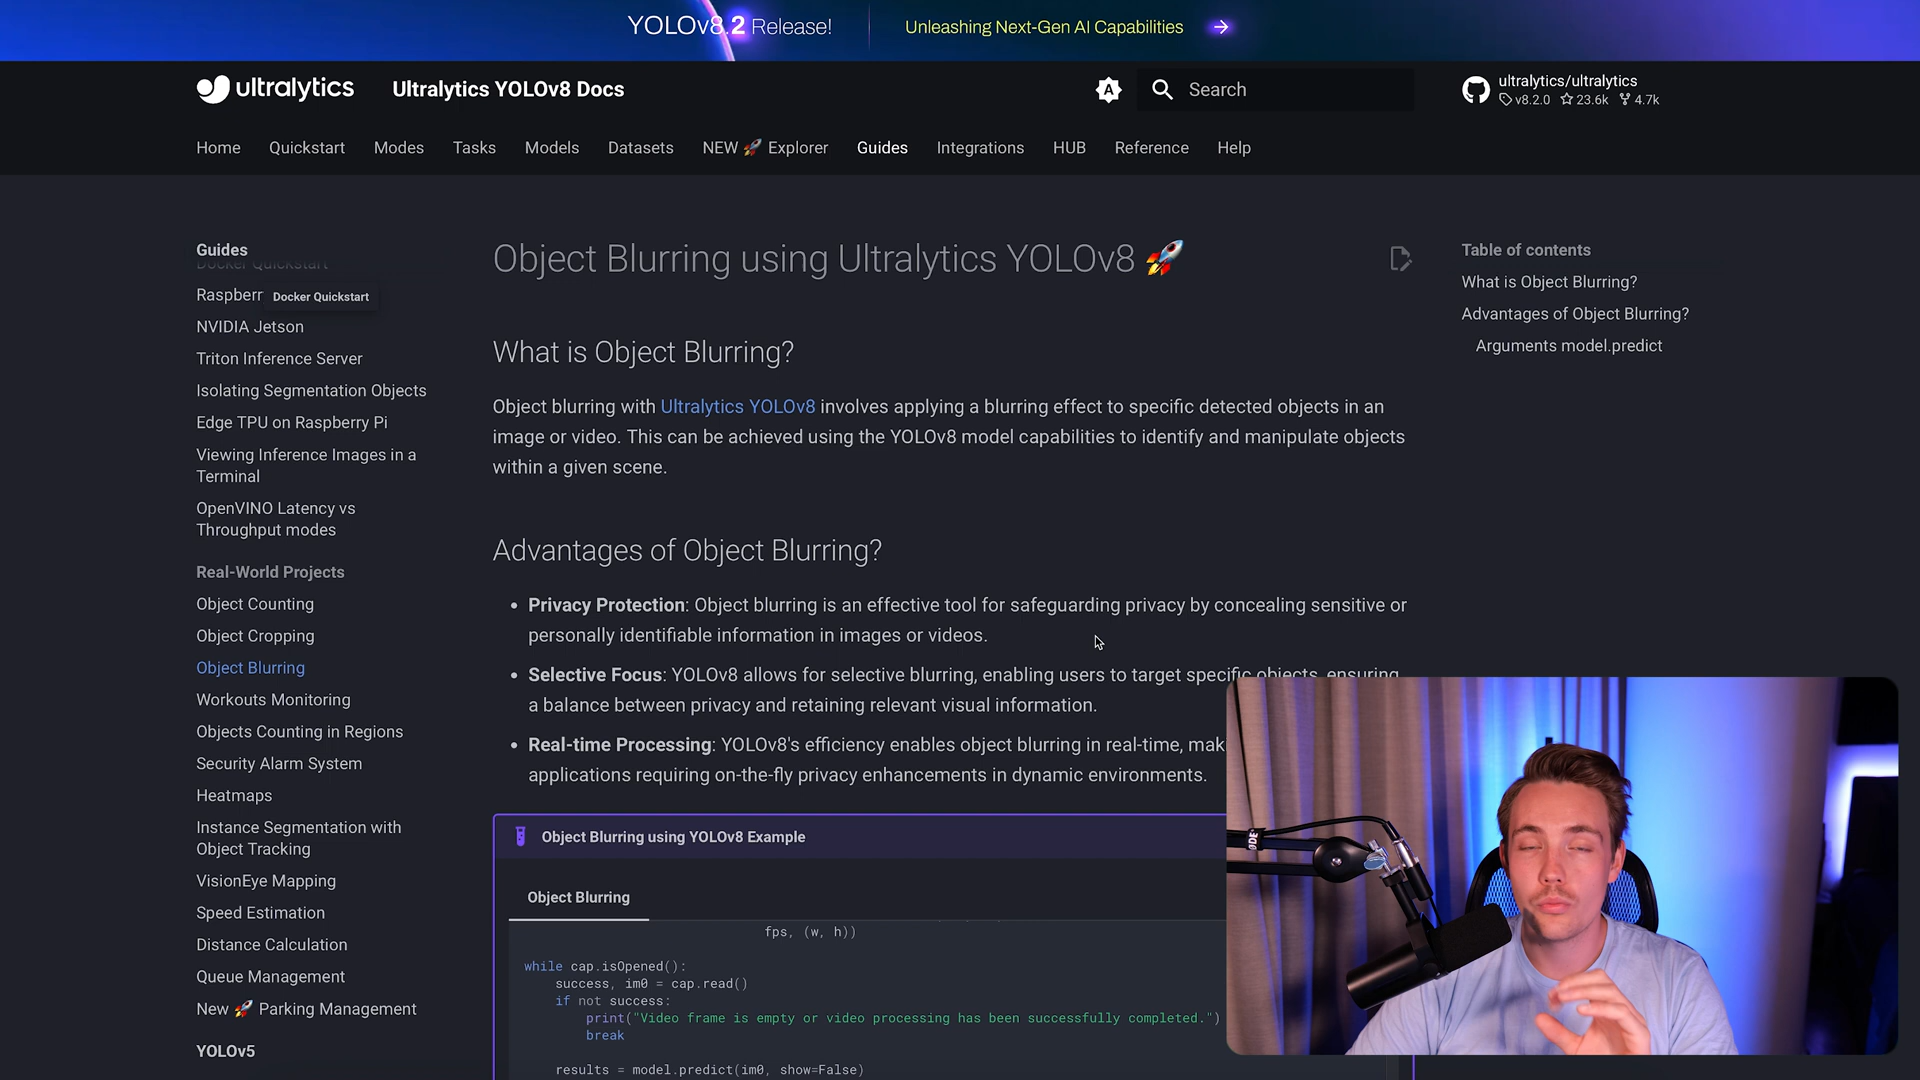 YOLOv8.2 Release!
Unleashing Next-Gen AI Capabilities
ultralytics
Ultralytics YOLOv8 Docs
A
Search
ultralytics/ultralytics
v8.2.0 23.6k 4.7k
Home Quickstart Modes Tasks Models Datasets NEW 🚀 Explorer Guides Integrations HUB Reference Help
Guides
Docker Quickstart
Raspberr
Docker Quickstart
NVIDIA Jetson
Triton Inference Server
Isolating Segmentation Objects
Edge TPU on Raspberry Pi
Viewing Inference Images in a
Terminal
OpenVINO Latency vs
Throughput modes
Real-World Projects
Object Counting
Object Cropping
Object Blurring
Workouts Monitoring
Objects Counting in Regions
Security Alarm System
Heatmaps
Instance Segmentation with
Object Tracking
VisionEye Mapping
Speed Estimation
Distance Calculation
Queue Management
New 🚀 Parking Management
YOLOv5
Object Blurring using Ultralytics YOLOv8 🚀
What is Object Blurring?
Object blurring with Ultralytics YOLOv8 involves applying a blurring effect to specific detected objects in an
image or video. This can be achieved using the YOLOv8 model capabilities to identify and manipulate objects
within a given scene.
Advantages of Object Blurring?
• Privacy Protection: Object blurring is an effective tool for safeguarding privacy by concealing sensitive or
personally identifiable information in images or videos.
• Selective Focus: YOLOv8 allows for selective blurring, enabling users to target specific objects, ensuring
a balance between privacy and retaining relevant visual information.
• Real-time Processing: YOLOv8's efficiency enables object blurring in real-time, mak
applications requiring on-the-fly privacy enhancements in dynamic environments.
Object Blurring using YOLOv8 Example
Object Blurring
fps, (w, h))
while cap.isOpened():
success, im0 = cap.read()
if not success:
print("Video frame is empty or video processing has been successfully completed.")
break
results = model.predict(im0, show=False)
Table of contents
What is Object Blurring?
Advantages of Object Blurring?
Arguments model.predict